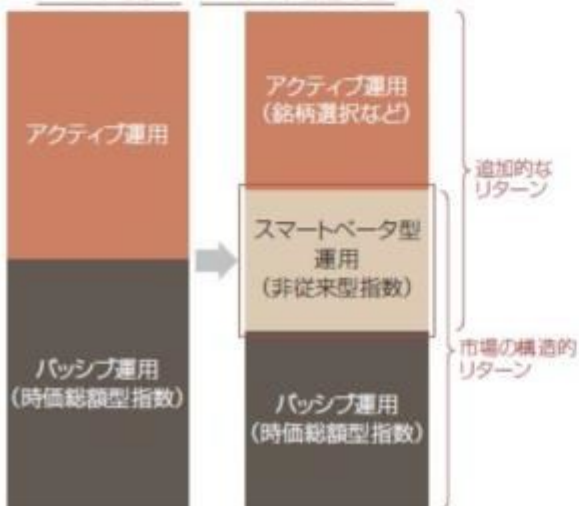 アクティブ運用
パッシブ運用
(時価総額型指数)
アクティブ運用
(銘柄選択など)
スマートベータ型
運用
(非従来型指数)
パッシブ運用
(時価総額型指数)
追加的な
リターン
市場の構造的
リターン